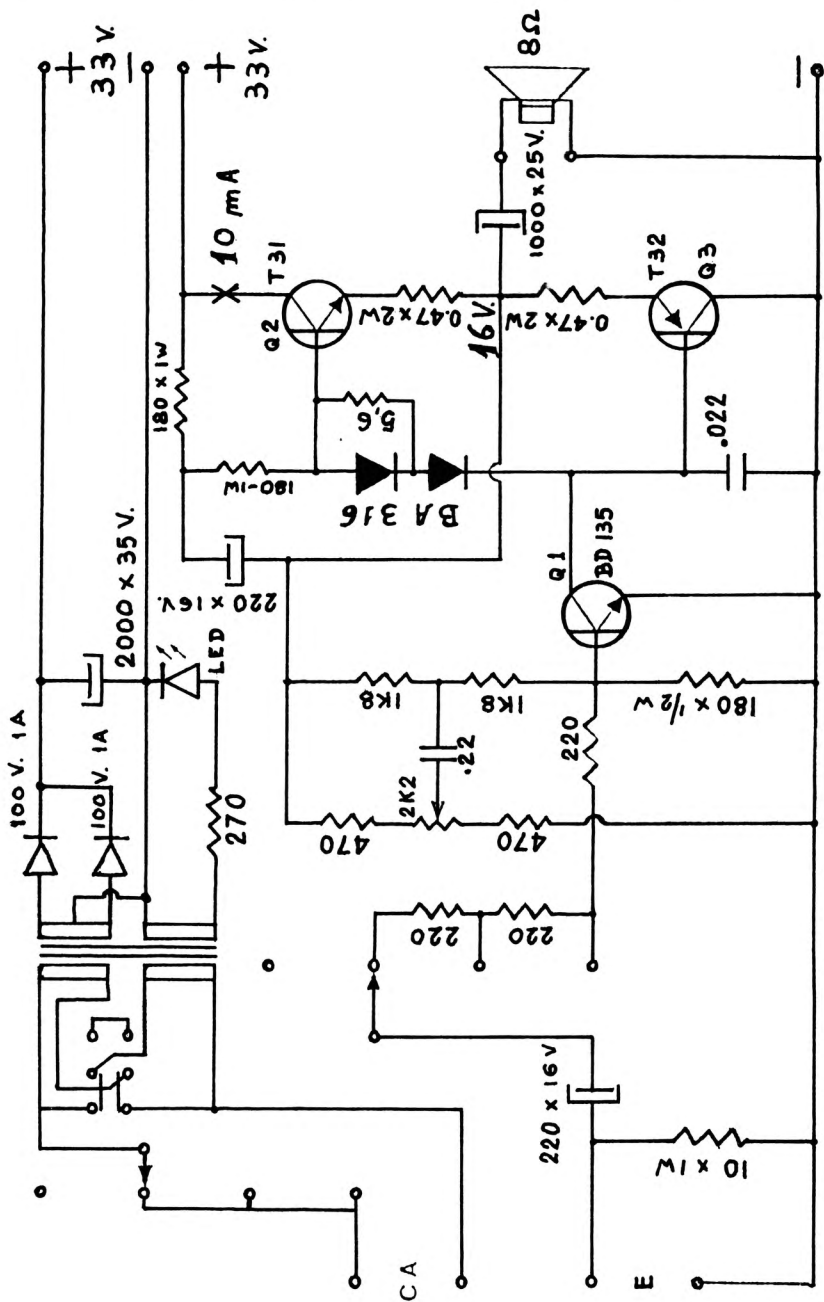 100 V. 1A
100 V. 1A
2000 x 35 V.
LED
270
+
33 V.
−
+
33 V.
180 x 1W
10 mA
T31
Q2
0.47 x 2W
16 V.
0.47 x 2W
T32
Q3
1000 x 25 V.
8Ω
180-1W
5,6
BA 316
220 x 16V.
.022
Q1
BD 135
1K8
1K8
.22
2K2
470
470
220
180 x 1/2 W
220
220
220 x 16 V
10 x 1W
CA
E
−